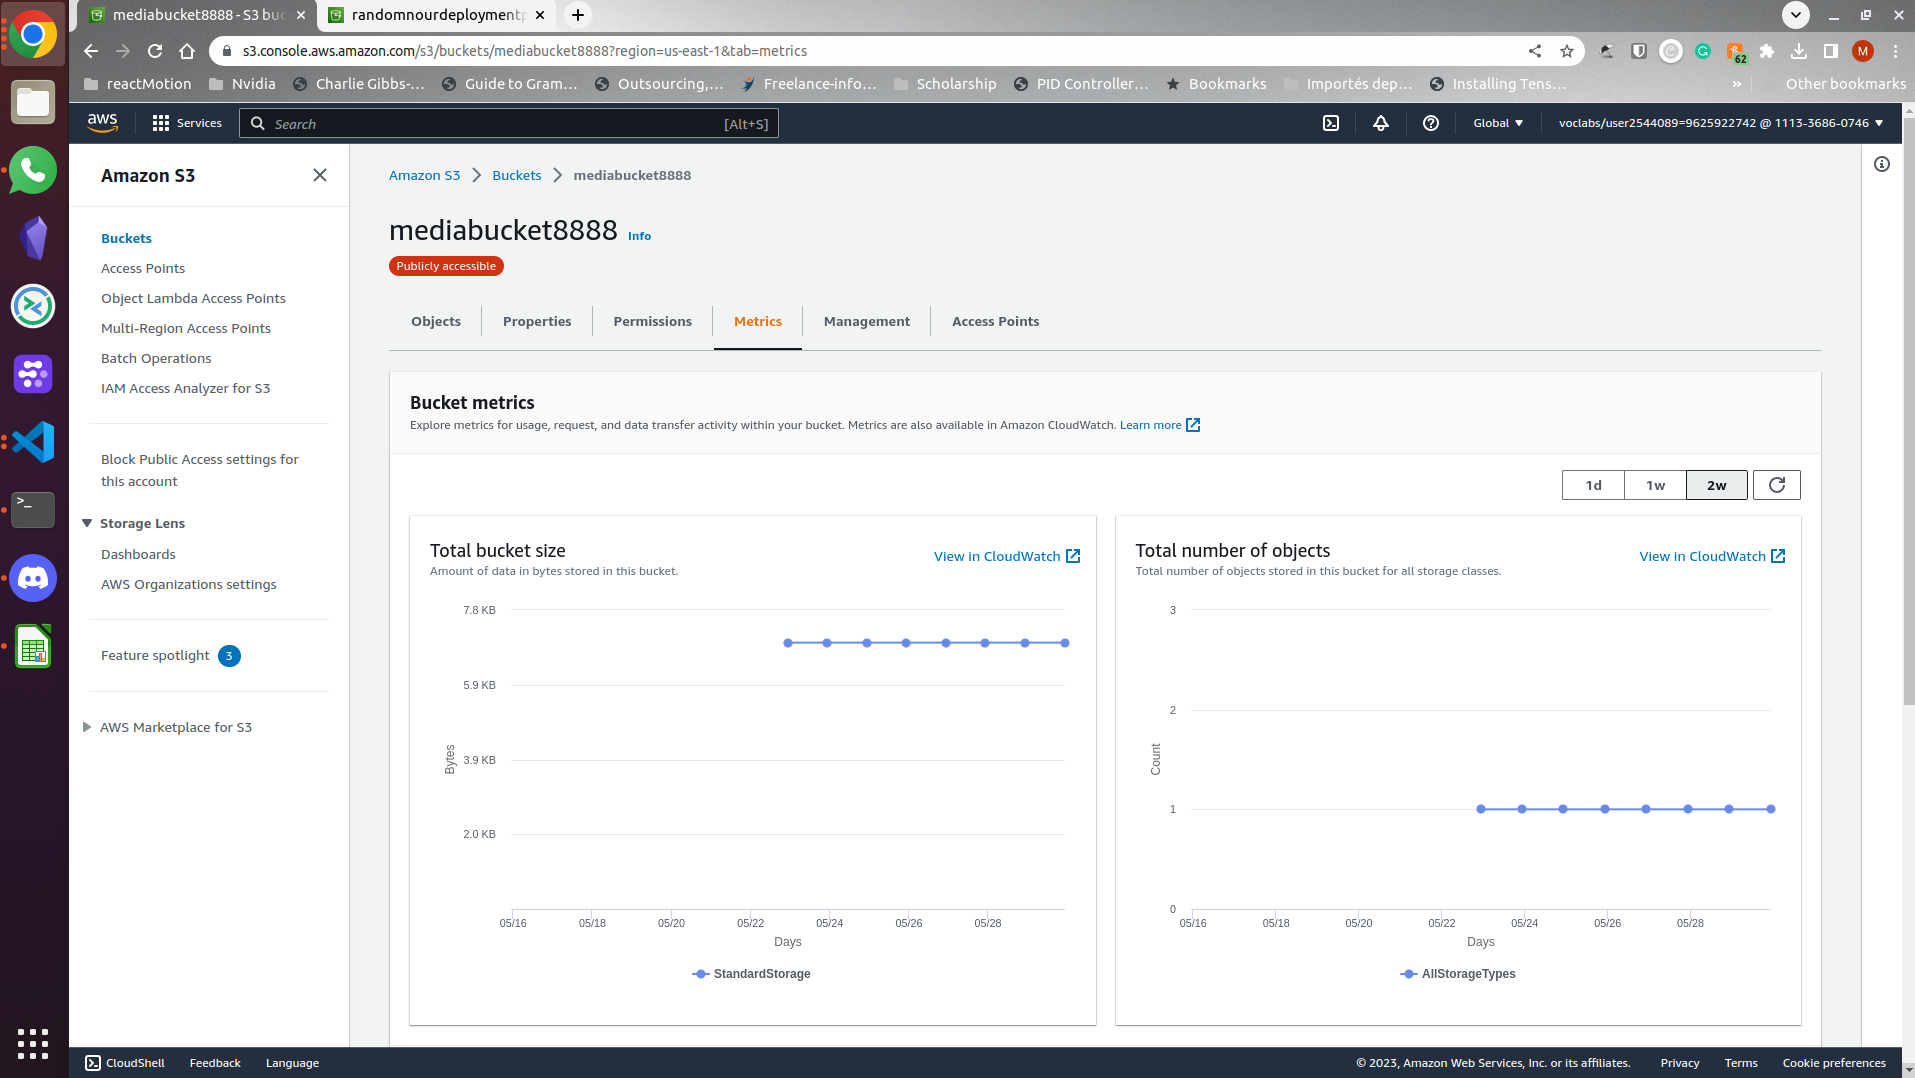 mediabucket8888 - S3 buc
randomnourdeploymentp
s3.console.aws.amazon.com/s3/buckets/mediabucket8888?region=us-east-1&tab=metrics
62
M
reactMotion
Nvidia
Charlie Gibbs-...
Guide to Gram...
Outsourcing,...
Freelance-info...
Scholarship
PID Controller...
Bookmarks
Importés dep...
Installing Tens...
»
Other bookmarks
aws
Services
Search
[Alt+S]
Global
voclabs/user2544089=9625922742 @ 1113-3686-0746
Amazon S3
Buckets
Access Points
Object Lambda Access Points
Multi-Region Access Points
Batch Operations
IAM Access Analyzer for S3
Block Public Access settings for
this account
Storage Lens
Dashboards
AWS Organizations settings
Feature spotlight 3
AWS Marketplace for S3
Amazon S3 > Buckets > mediabucket8888
mediabucket8888 Info
Publicly accessible
Objects
Properties
Permissions
Metrics
Management
Access Points
Bucket metrics
Explore metrics for usage, request, and data transfer activity within your bucket. Metrics are also available in Amazon CloudWatch. Learn more
1d
1w
2w
Total bucket size
View in CloudWatch
Amount of data in bytes stored in this bucket.
7.8 KB
5.9 KB
3.9 KB
2.0 KB
Bytes
05/16
05/18
05/20
05/22
05/24
05/26
05/28
Days
StandardStorage
Total number of objects
View in CloudWatch
Total number of objects stored in this bucket for all storage classes.
3
2
1
0
Count
05/16
05/18
05/20
05/22
05/24
05/26
05/28
Days
AllStorageTypes
CloudShell
Feedback
Language
© 2023, Amazon Web Services, Inc. or its affiliates.
Privacy
Terms
Cookie preferences